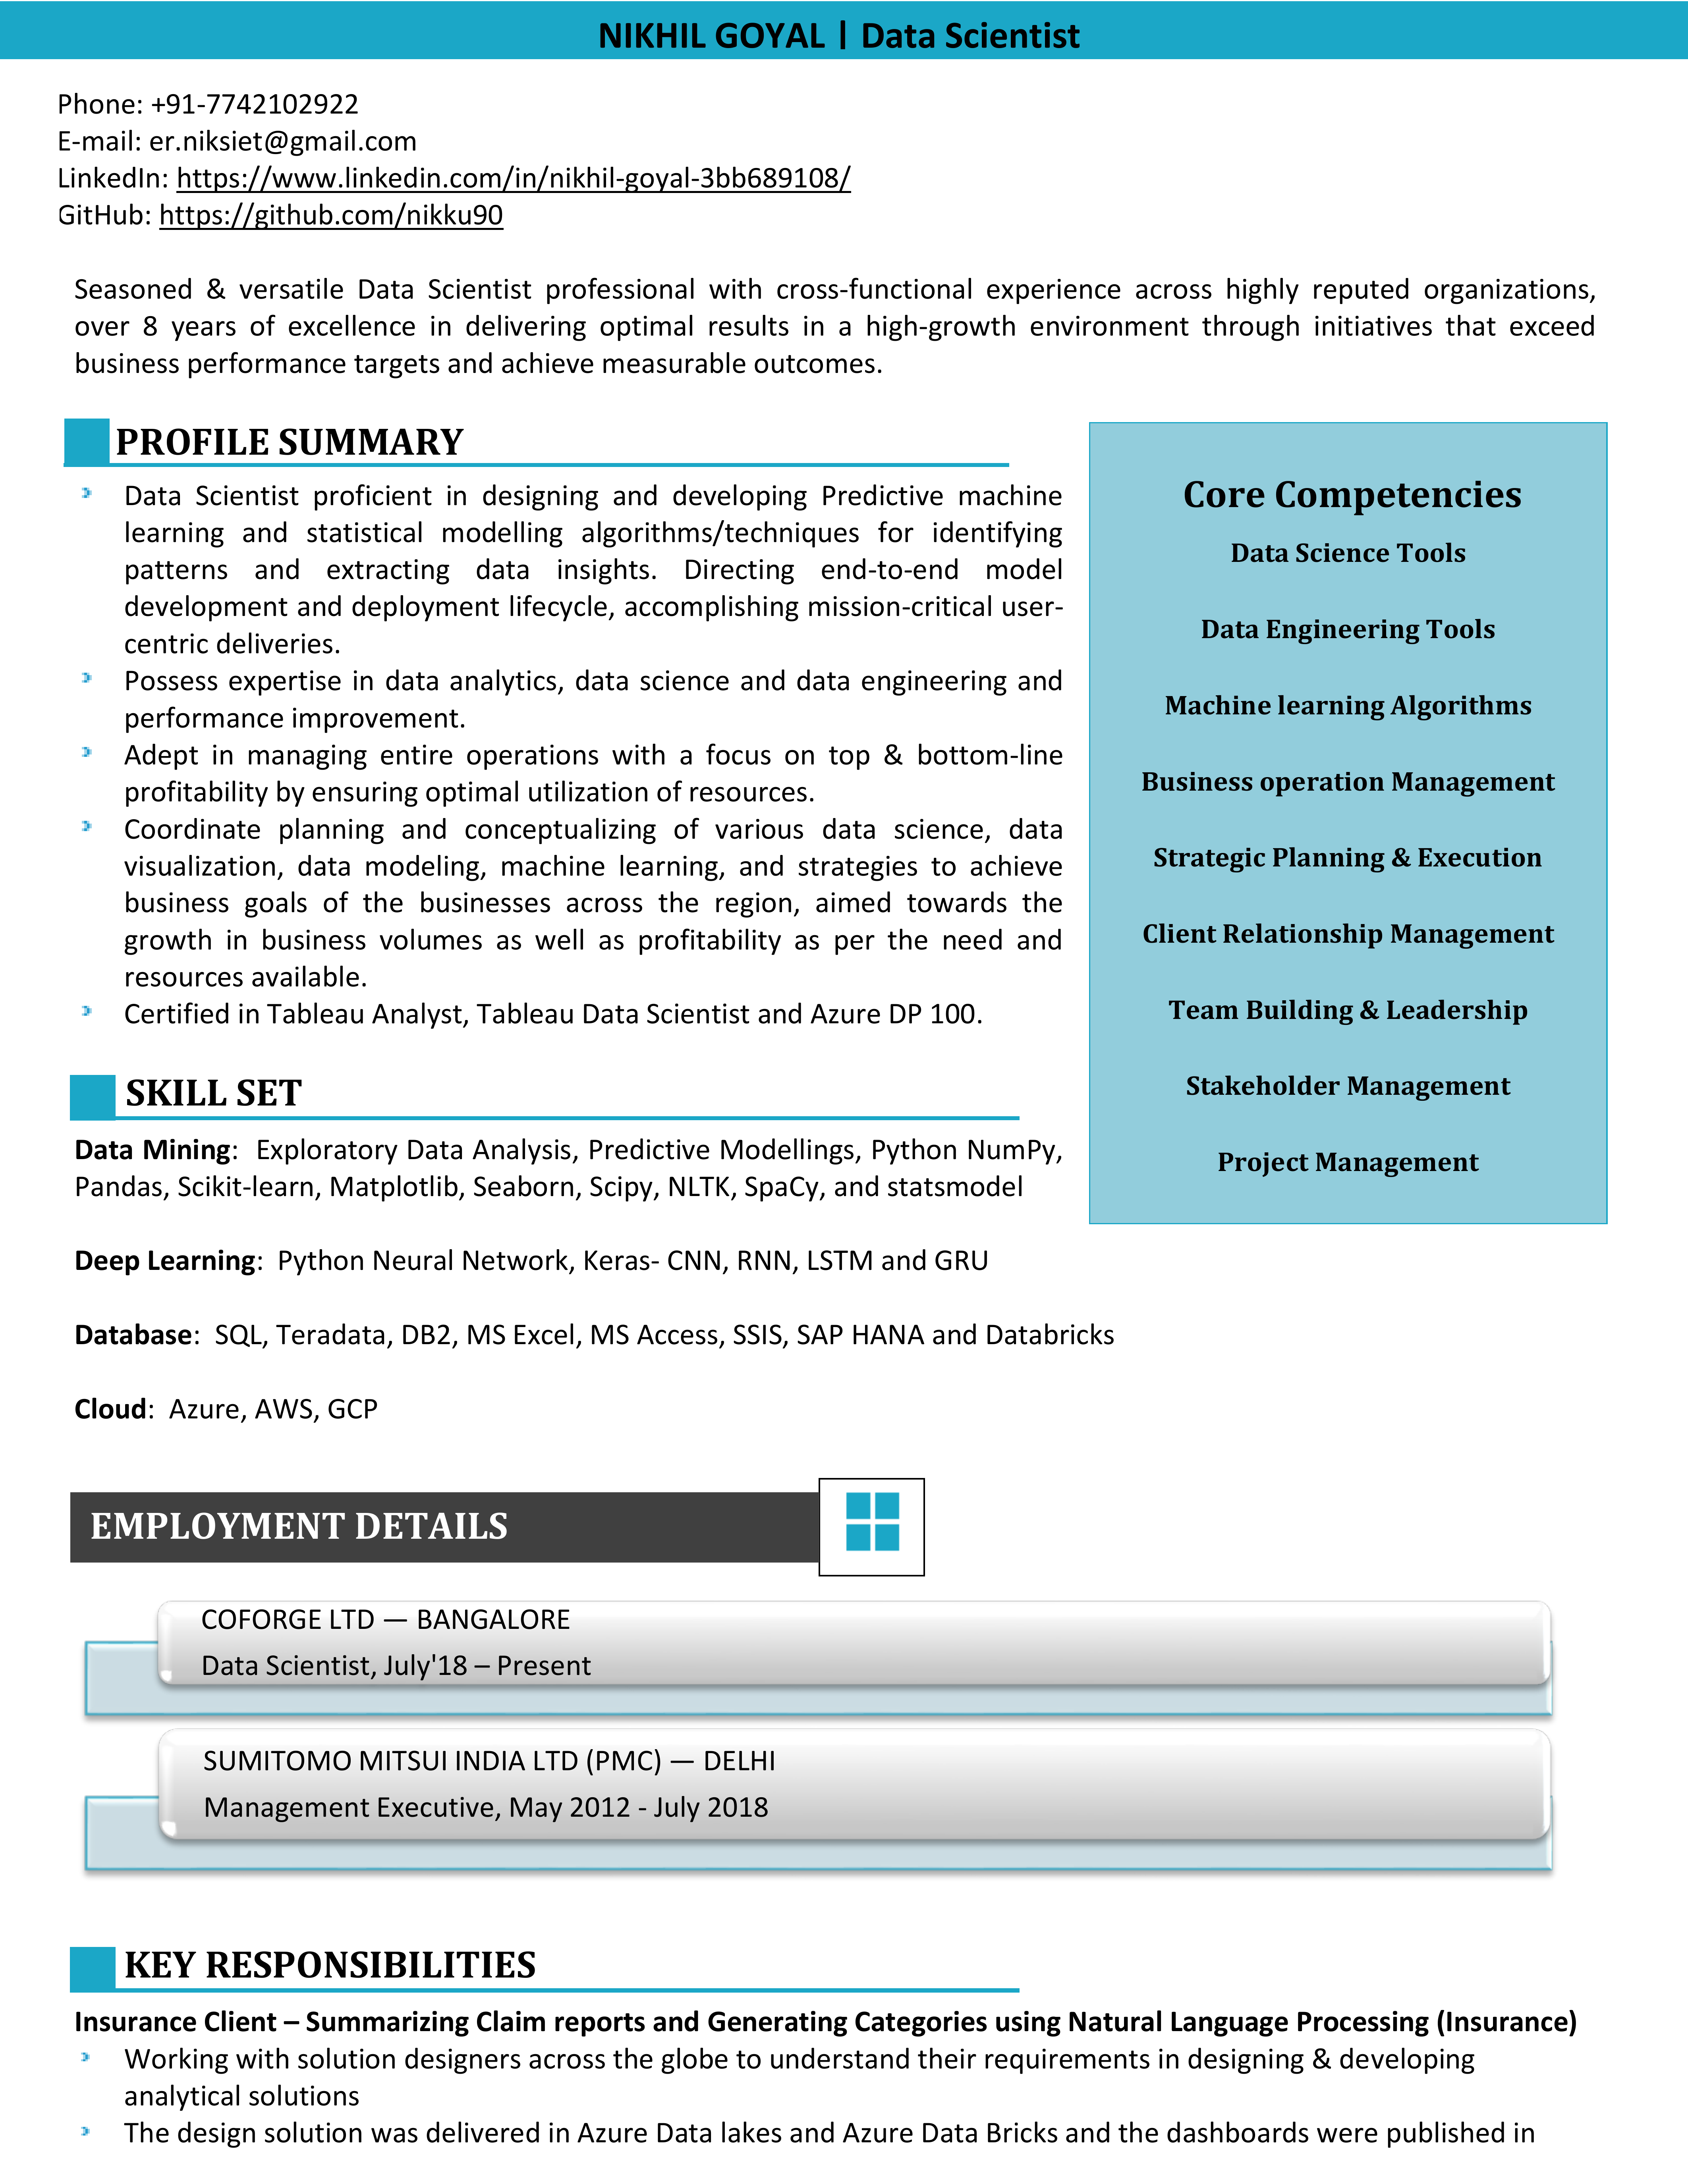 NIKHIL GOYAL | Data Scientist
Phone: +91-7742102922
E-mail: er.niksiet@gmail.com
LinkedIn: https://www.linkedin.com/in/nikhil-goyal-3bb689108/
GitHub: https://github.com/nikku90
Seasoned & versatile Data Scientist professional with cross-functional experience across highly reputed organizations,
over 8 years of excellence in delivering optimal results in a high-growth environment through initiatives that exceed
business performance targets and achieve measurable outcomes.
PROFILE SUMMARY
Data Scientist proficient in designing and developing Predictive machine
learning and statistical modelling algorithms/techniques for identifying
patterns and extracting data insights. Directing end-to-end model
development and deployment lifecycle, accomplishing mission-critical user-
centric deliveries.
Possess expertise in data analytics, data science and data engineering and
performance improvement.
Adept in managing entire operations with a focus on top & bottom-line
profitability by ensuring optimal utilization of resources.
Coordinate planning and conceptualizing of various data science, data
visualization, data modeling, machine learning, and strategies to achieve
business goals of the businesses across the region, aimed towards the
growth in business volumes as well as profitability as per the need and
resources available.
Certified in Tableau Analyst, Tableau Data Scientist and Azure DP 100.
Core Competencies
Data Science Tools
Data Engineering Tools
Machine learning Algorithms
Business operation Management
Strategic Planning & Execution
Client Relationship Management
Team Building & Leadership
Stakeholder Management
Project Management
SKILL SET
Data Mining: Exploratory Data Analysis, Predictive Modellings, Python NumPy,
Pandas, Scikit-learn, Matplotlib, Seaborn, Scipy, NLTK, SpaCy, and statsmodel
Deep Learning: Python Neural Network, Keras- CNN, RNN, LSTM and GRU
Database: SQL, Teradata, DB2, MS Excel, MS Access, SSIS, SAP HANA and Databricks
Cloud: Azure, AWS, GCP
EMPLOYMENT DETAILS
COFORGE LTD — BANGALORE
Data Scientist, July'18 – Present
SUMITOMO MITSUI INDIA LTD (PMC) — DELHI
Management Executive, May 2012 - July 2018
KEY RESPONSIBILITIES
Insurance Client – Summarizing Claim reports and Generating Categories using Natural Language Processing (Insurance)
Working with solution designers across the globe to understand their requirements in designing & developing
analytical solutions
The design solution was delivered in Azure Data lakes and Azure Data Bricks and the dashboards were published in